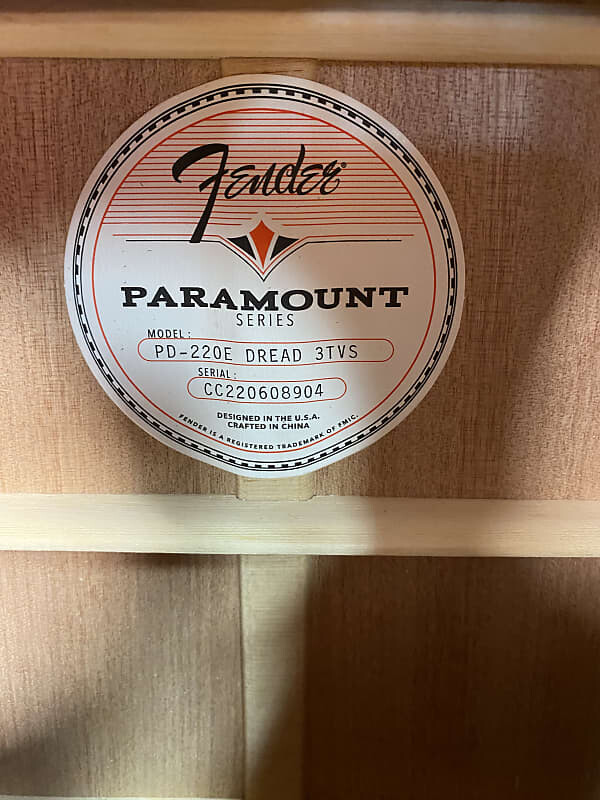 Fender®
PARAMOUNT
SERIES
MODEL:
PD-220E DREAD 3TVS
SERIAL:
CC220608904
DESIGNED IN THE U.S.A.
CRAFTED IN CHINA
FENDER IS A REGISTERED TRADEMARK OF FMIC.